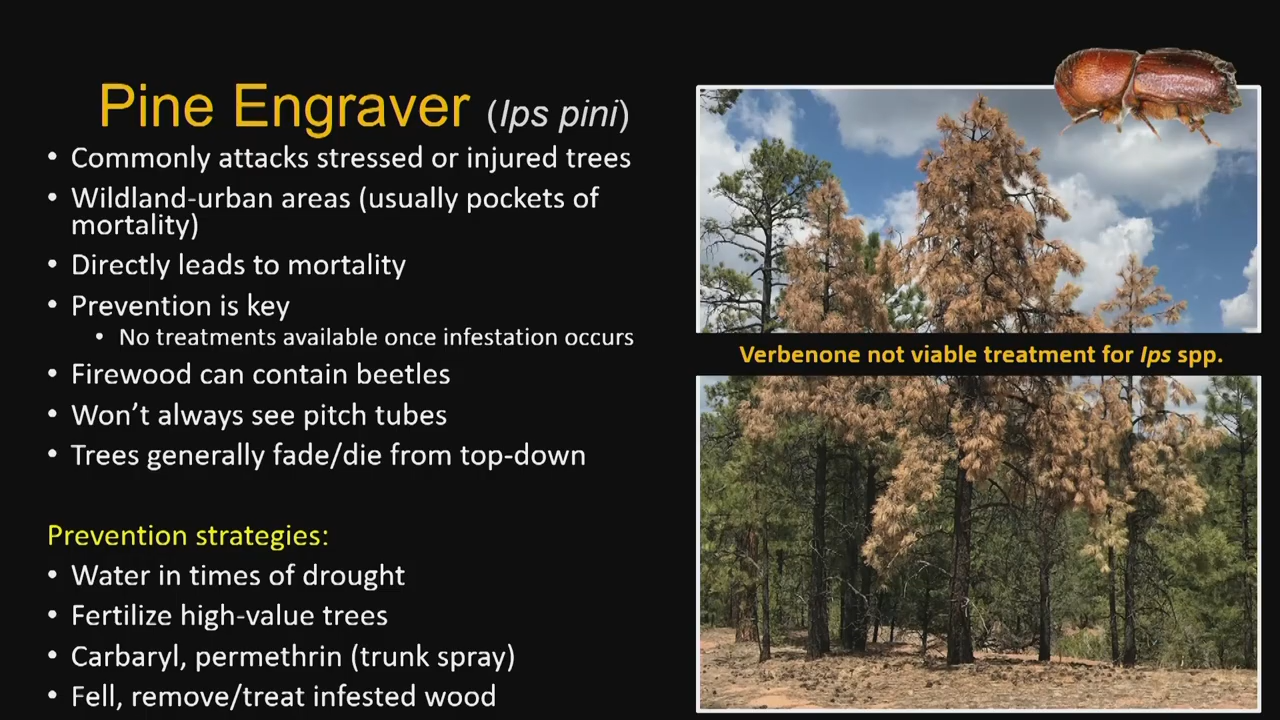 Pine Engraver (Ips pini)
• Commonly attacks stressed or injured trees
• Wildland-urban areas (usually pockets of
mortality)
• Directly leads to mortality
• Prevention is key
• No treatments available once infestation occurs
• Firewood can contain beetles
• Won’t always see pitch tubes
• Trees generally fade/die from top-down
Prevention strategies:
• Water in times of drought
• Fertilize high-value trees
• Carbaryl, permethrin (trunk spray)
• Fell, remove/treat infested wood
Verbenone not viable treatment for Ips spp.